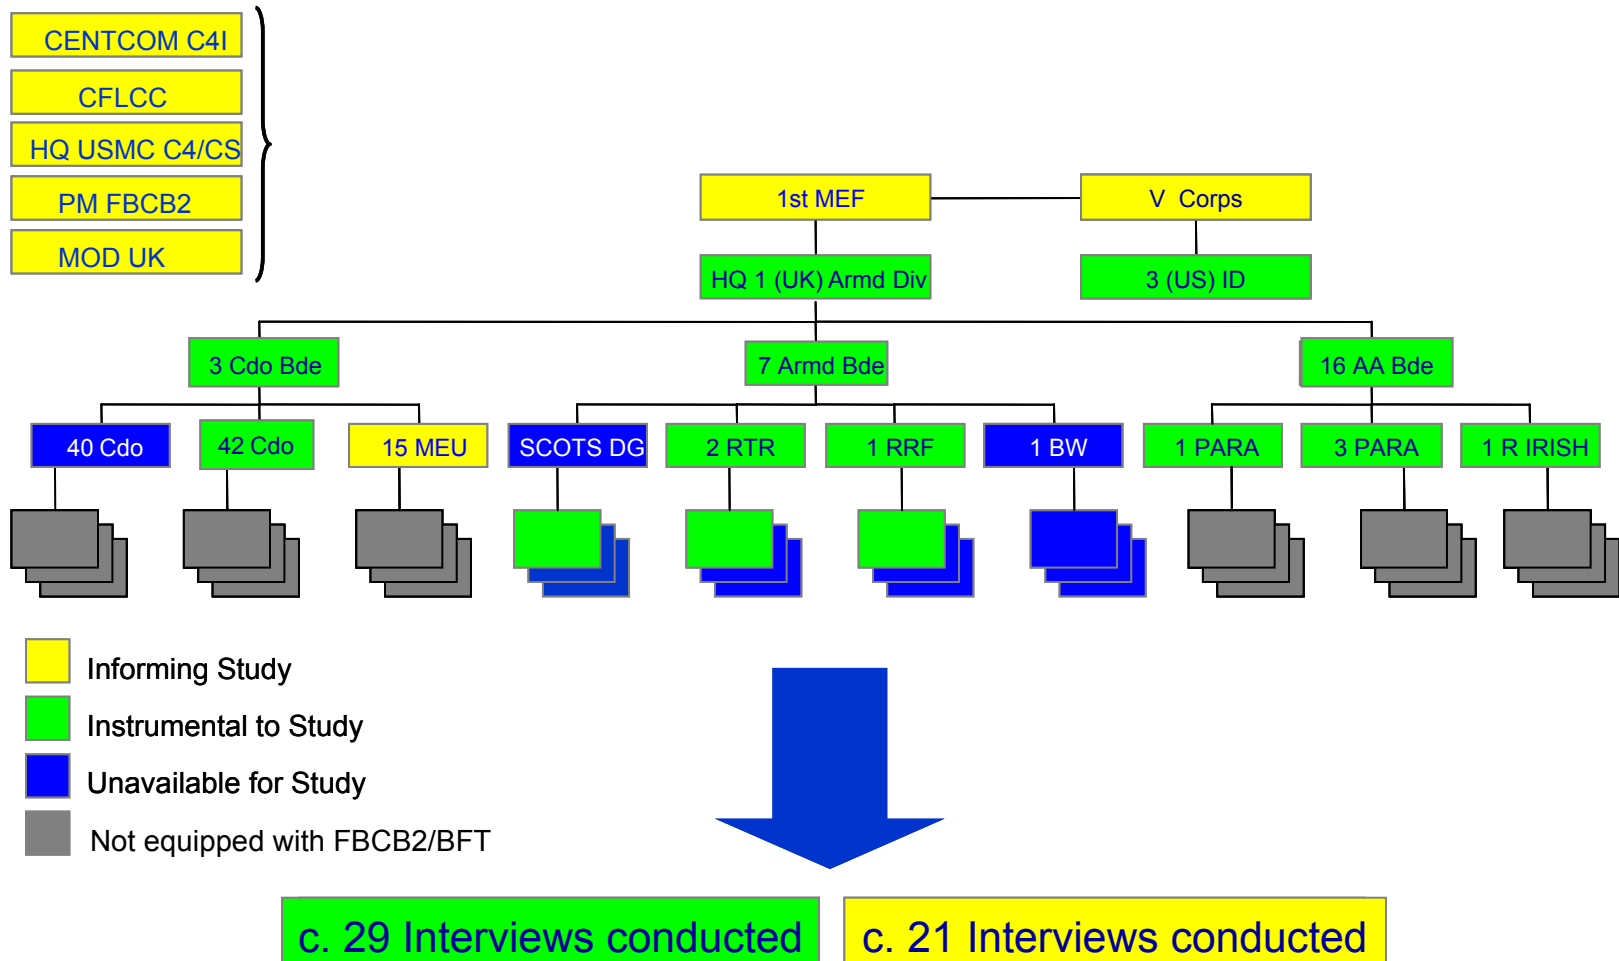 CENTCOM C4I
CFLCC
HQ USMC C4/CS
PM FBCB2
MOD UK
1st MEF
V Corps
HQ 1 (UK) Armd Div
3 (US) ID
3 Cdo Bde
7 Armd Bde
16 AA Bde
40 Cdo
42 Cdo
15 MEU
SCOTS DG
2 RTR
1 RRF
1 BW
1 PARA
3 PARA
1 R IRISH
Informing Study
Instrumental to Study
Unavailable for Study
Not equipped with FBCB2/BFT
c. 29 Interviews conducted
c. 21 Interviews conducted